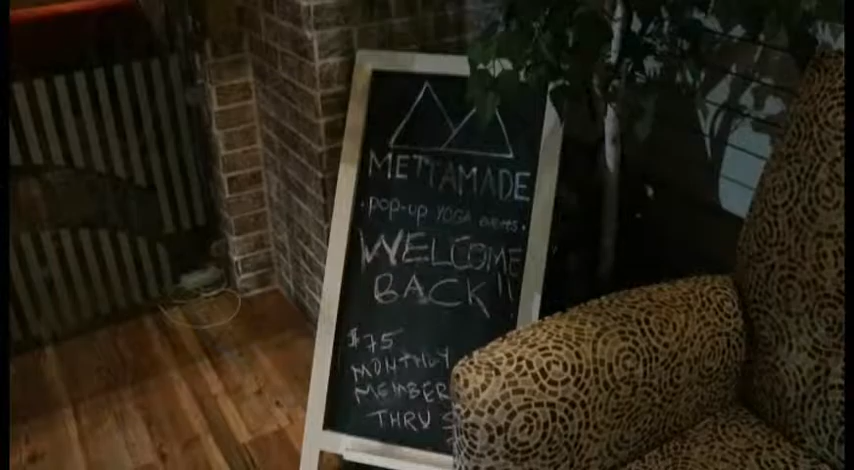 METTAMADE
• pop-up YOGA EVENTS •
WELCOME
BACK!!
$75
MONTHLY
MEMBER
THRU